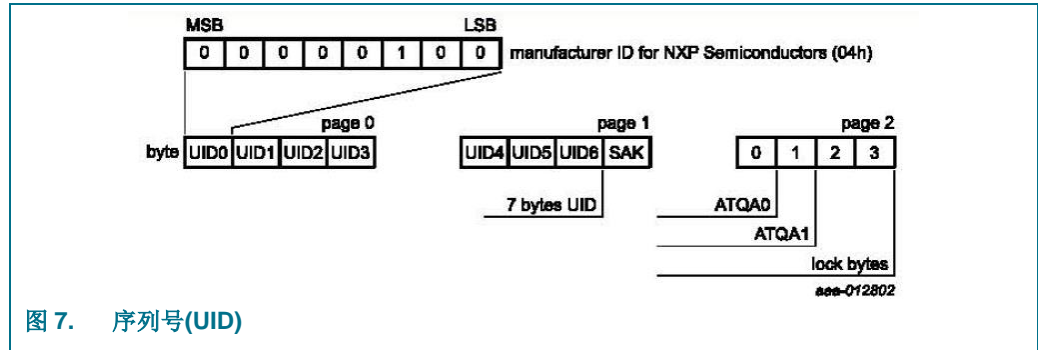 MSB LSB
0 0 0 0 0 1 0 0 manufacturer ID for NXP Semiconductors (04h)
page 0 page 1 page 2
byte UID0 UID1 UID2 UID3 UID4 UID5 UID6 SAK 0 1 2 3
7 bytes UID ATQA0
ATQA1
lock bytes
aaa-012802
图 7. 序列号(UID)